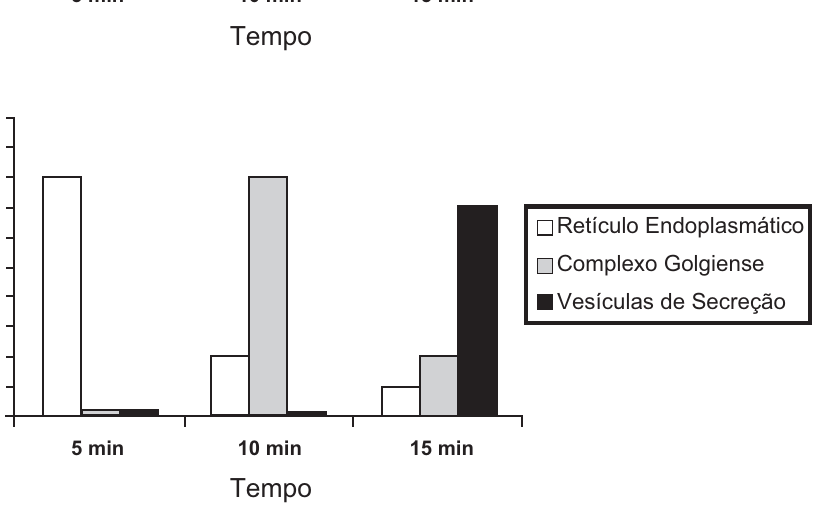 Tempo
Retículo Endoplasmático
Complexo Golgiense
Vesículas de Secreção
5 min 10 min 15 min
Tempo